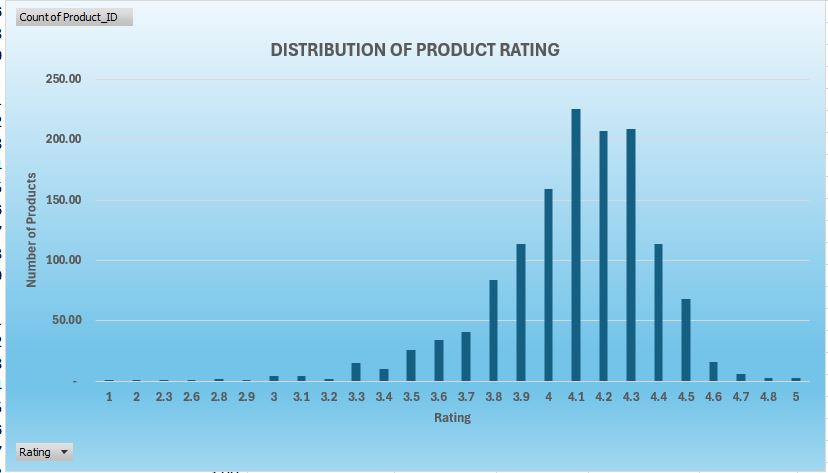 Count of Product_ID
DISTRIBUTION OF PRODUCT RATING
250.00
200.00
150.00
100.00
50.00
-
Number of Products
1 2 2.3 2.6 2.8 2.9 3 3.1 3.2 3.3 3.4 3.5 3.6 3.7 3.8 3.9 4 4.1 4.2 4.3 4.4 4.5 4.6 4.7 4.8 5
Rating
Rating